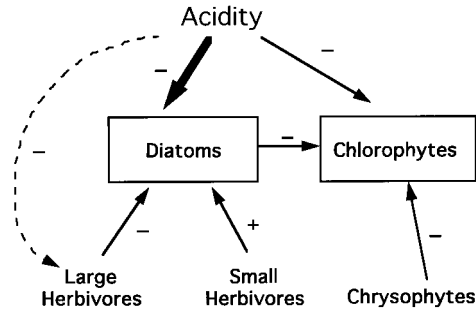 Acidity
−
−
−
Diatoms
−
Chlorophytes
−
+
−
Large
Herbivores
Small
Herbivores
Chrysophytes